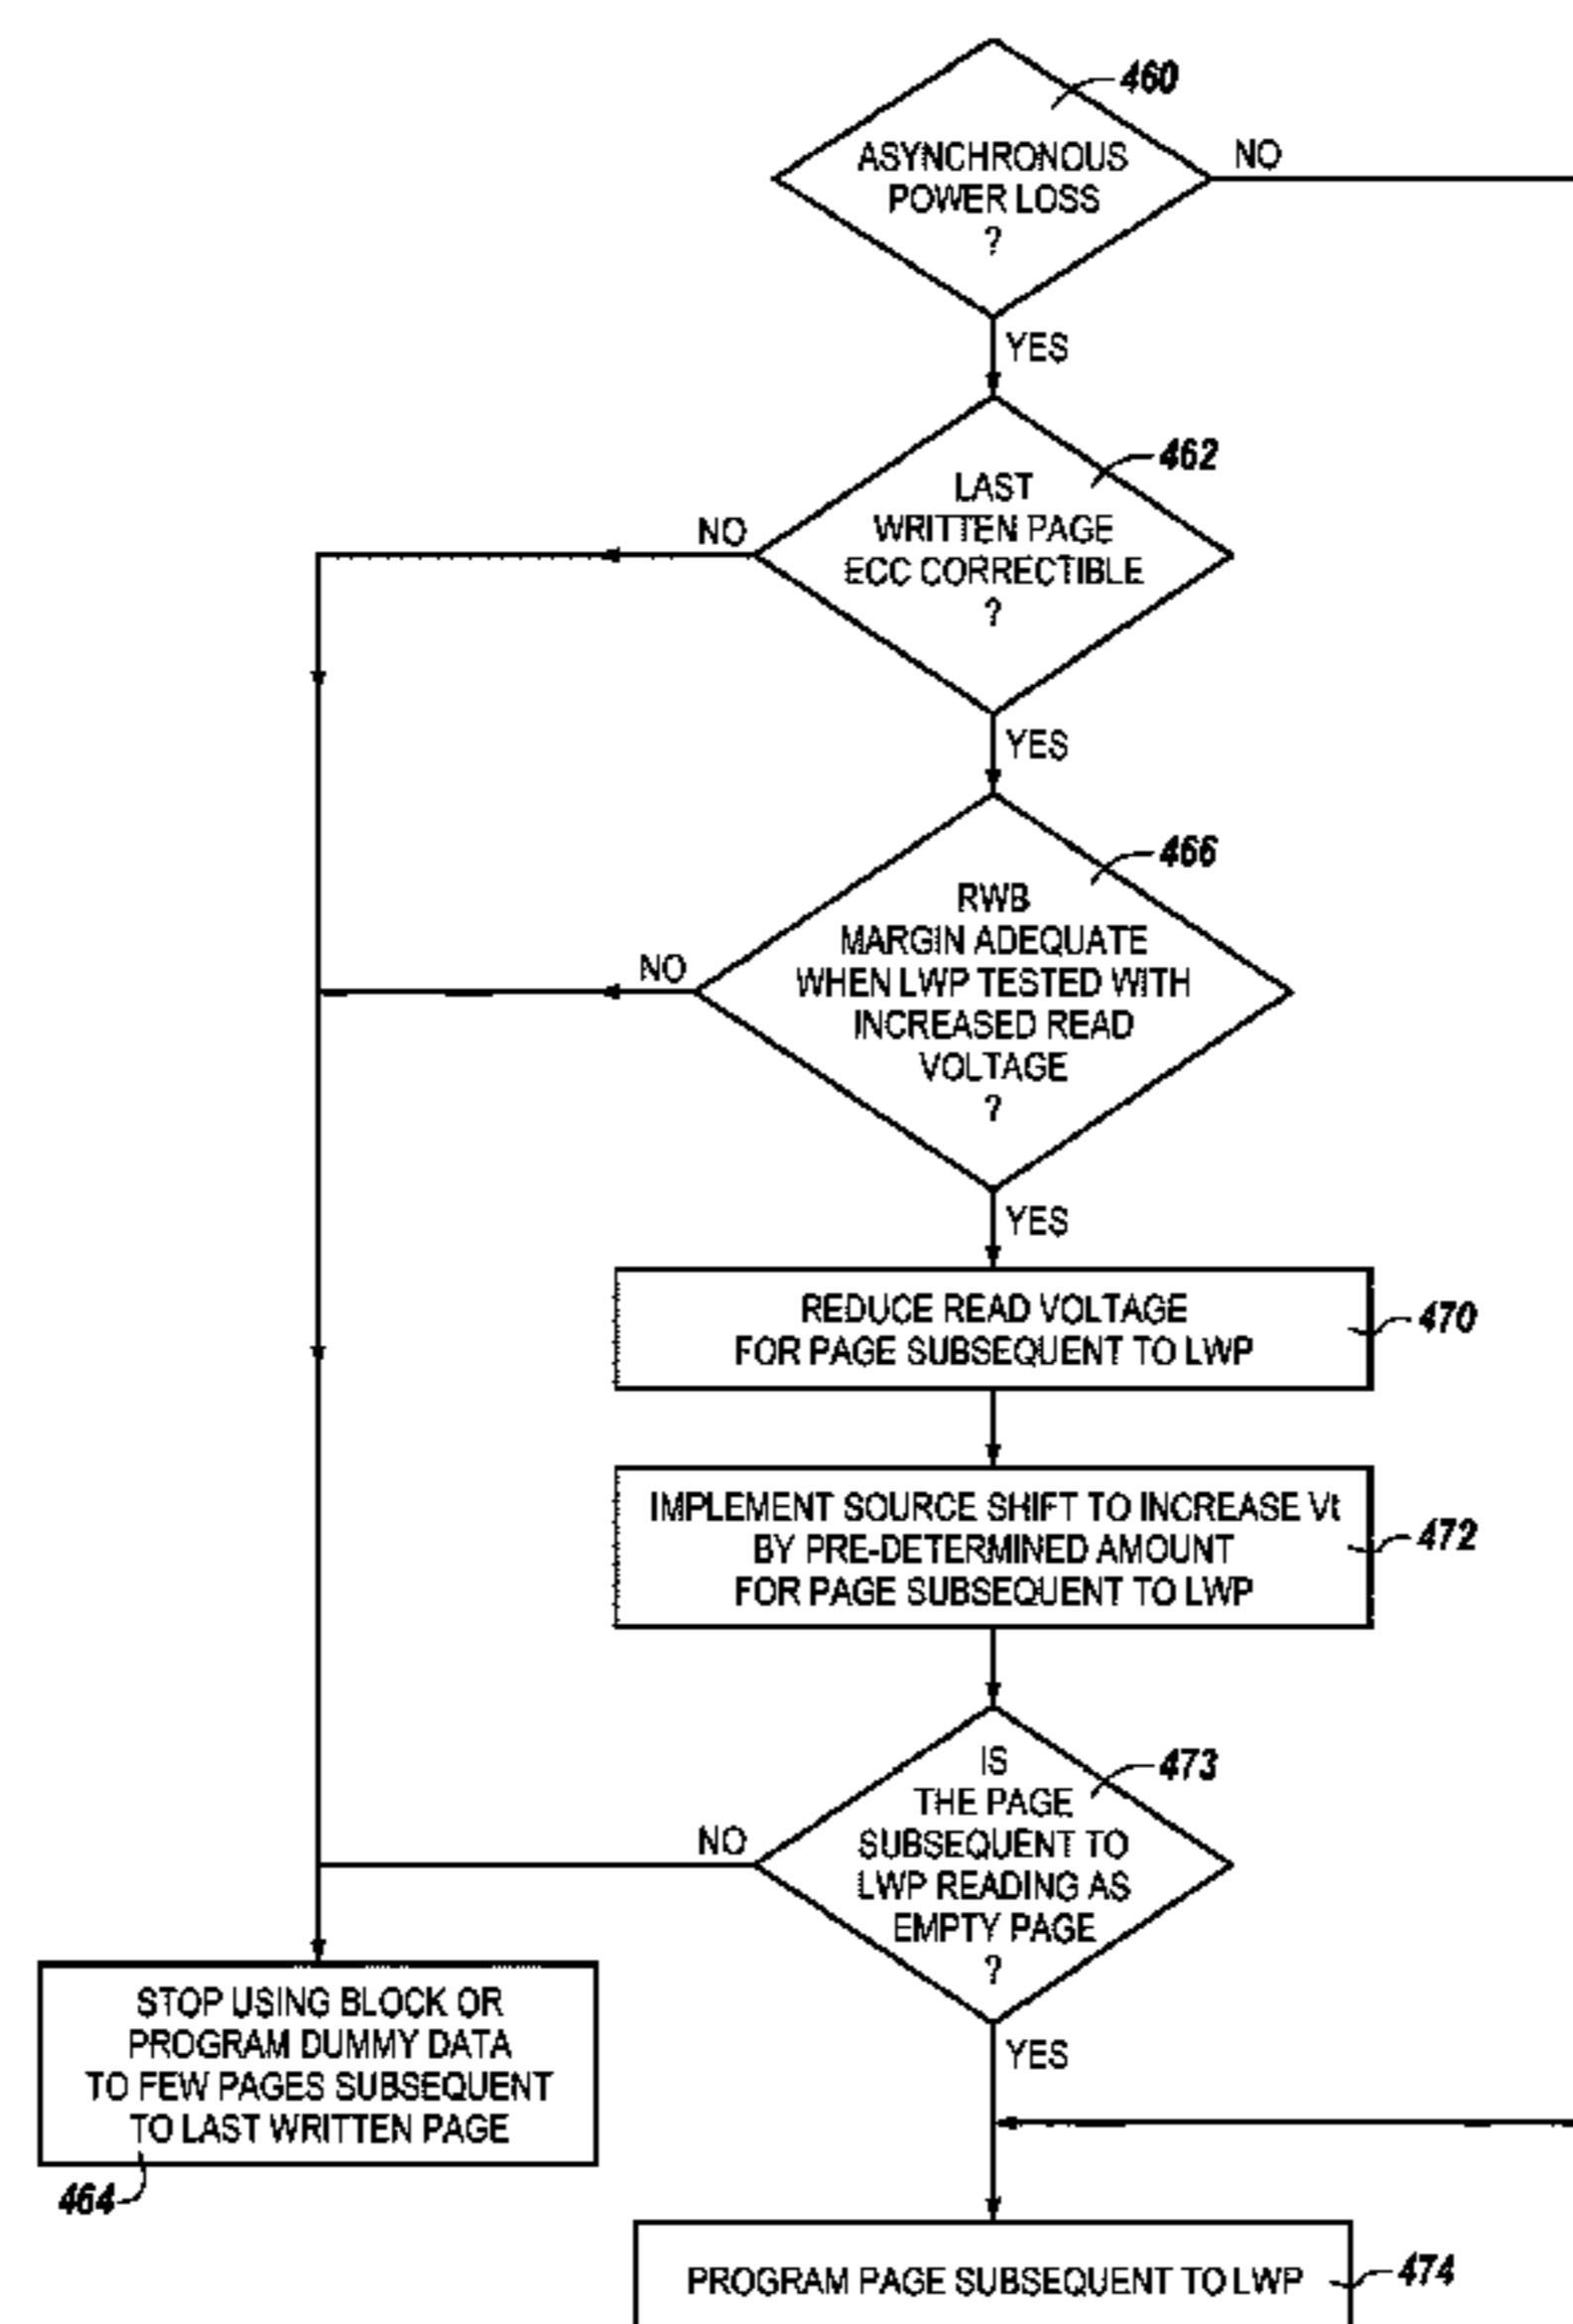 460
ASYNCHRONOUS
POWER LOSS
?
NO
YES
462
LAST
WRITTEN PAGE
ECC CORRECTIBLE
?
NO
YES
466
RWB
MARGIN ADEQUATE
WHEN LWP TESTED WITH
INCREASED READ
VOLTAGE
?
NO
YES
REDUCE READ VOLTAGE
FOR PAGE SUBSEQUENT TO LWP
470
IMPLEMENT SOURCE SHIFT TO INCREASE Vt
BY PRE-DETERMINED AMOUNT
FOR PAGE SUBSEQUENT TO LWP
472
473
IS
THE PAGE
SUBSEQUENT TO
LWP READING AS
EMPTY PAGE
?
NO
YES
STOP USING BLOCK OR
PROGRAM DUMMY DATA
TO FEW PAGES SUBSEQUENT
TO LAST WRITTEN PAGE
464
PROGRAM PAGE SUBSEQUENT TO LWP
474